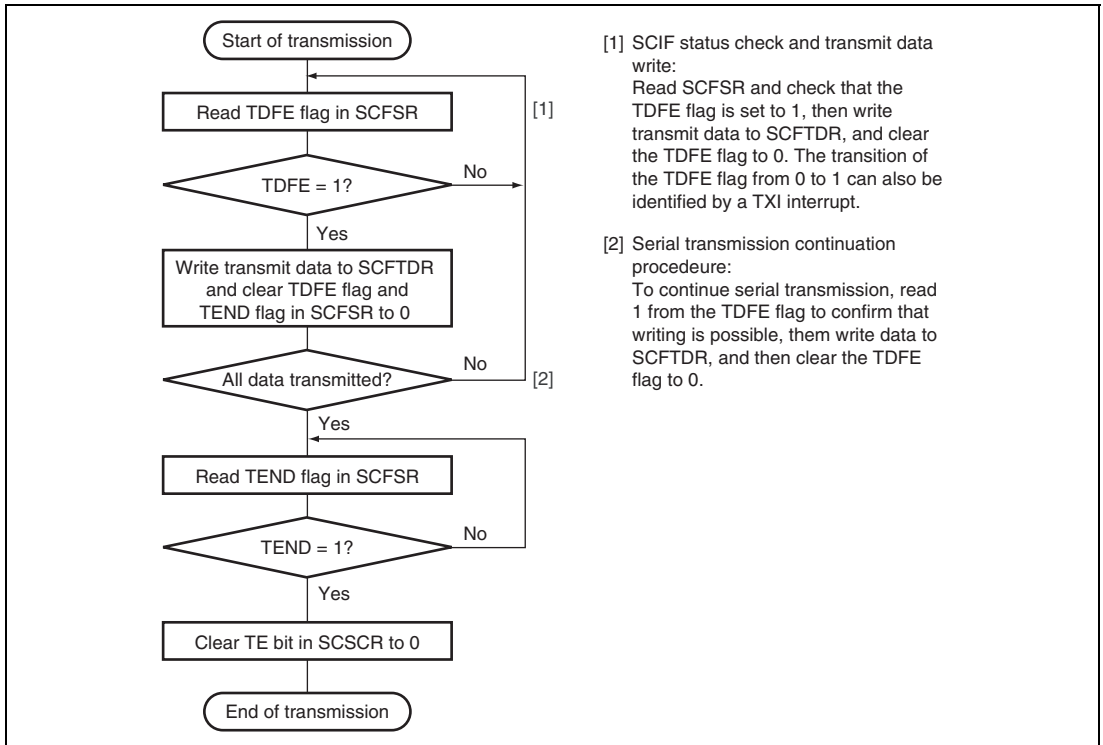 Start of transmission
Read TDFE flag in SCFSR
[1]
TDFE = 1?
No
Yes
Write transmit data to SCFTDR
and clear TDFE flag and
TEND flag in SCFSR to 0
All data transmitted?
No
[2]
Yes
Read TEND flag in SCFSR
TEND = 1?
No
Yes
Clear TE bit in SCSCR to 0
End of transmission
[1] SCIF status check and transmit data
write:
Read SCFSR and check that the
TDFE flag is set to 1, then write
transmit data to SCFTDR, and clear
the TDFE flag to 0. The transition of
the TDFE flag from 0 to 1 can also be
identified by a TXI interrupt.
[2] Serial transmission continuation
procedeure:
To continue serial transmission, read
1 from the TDFE flag to confirm that
writing is possible, them write data to
SCFTDR, and then clear the TDFE
flag to 0.